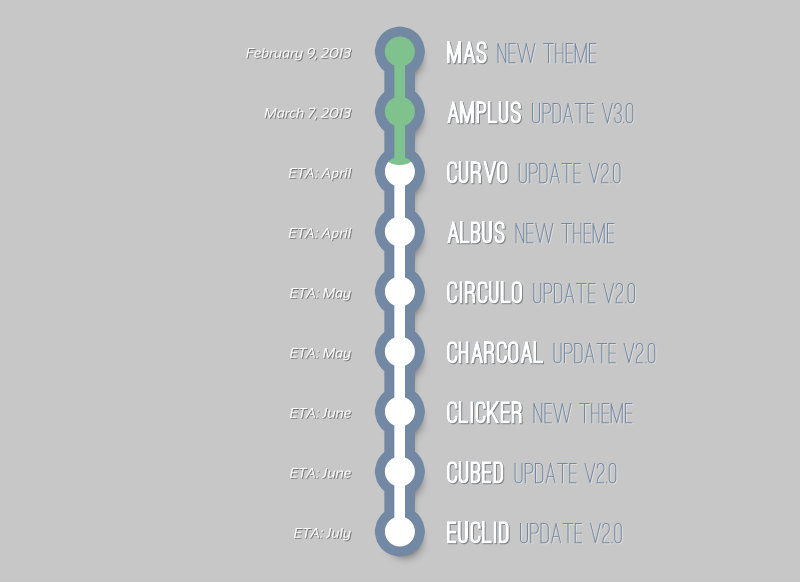 February 9, 2013 MAS NEW THEME
March 7, 2013 AMPLUS UPDATE V3.0
ETA: April CURVO UPDATE V2.0
ETA: April ALBUS NEW THEME
ETA: May CIRCULO UPDATE V2.0
ETA: May CHARCOAL UPDATE V2.0
ETA: June CLICKER NEW THEME
ETA: June CUBED UPDATE V2.0
ETA: July EUCLID UPDATE V2.0